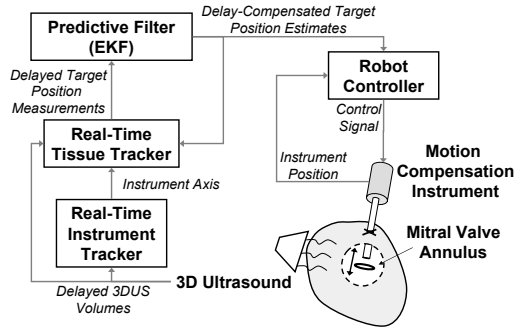 Predictive Filter
(EKF)
Delay-Compensated Target
Position Estimates
Delayed Target
Position
Measurements
Robot
Controller
Control
Signal
Real-Time
Tissue Tracker
Instrument
Position
Motion
Compensation
Instrument
Instrument Axis
Real-Time
Instrument
Tracker
Mitral Valve
Annulus
3D Ultrasound
Delayed 3DUS
Volumes